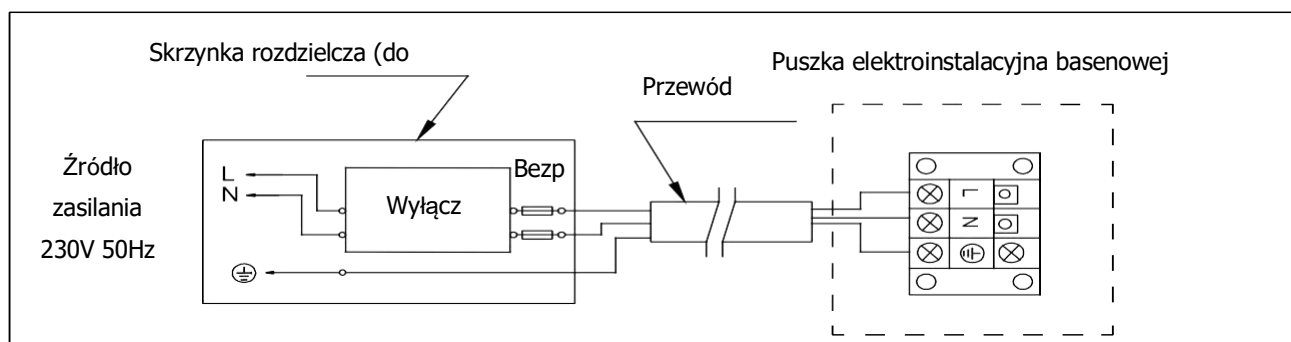 Skrzynka rozdzielcza (do
Puszka elektroinstalacyjna basenowej
Przewód
Źródło
zasilania
230V 50Hz
L
N
Wyłącz
Bezp
L
N